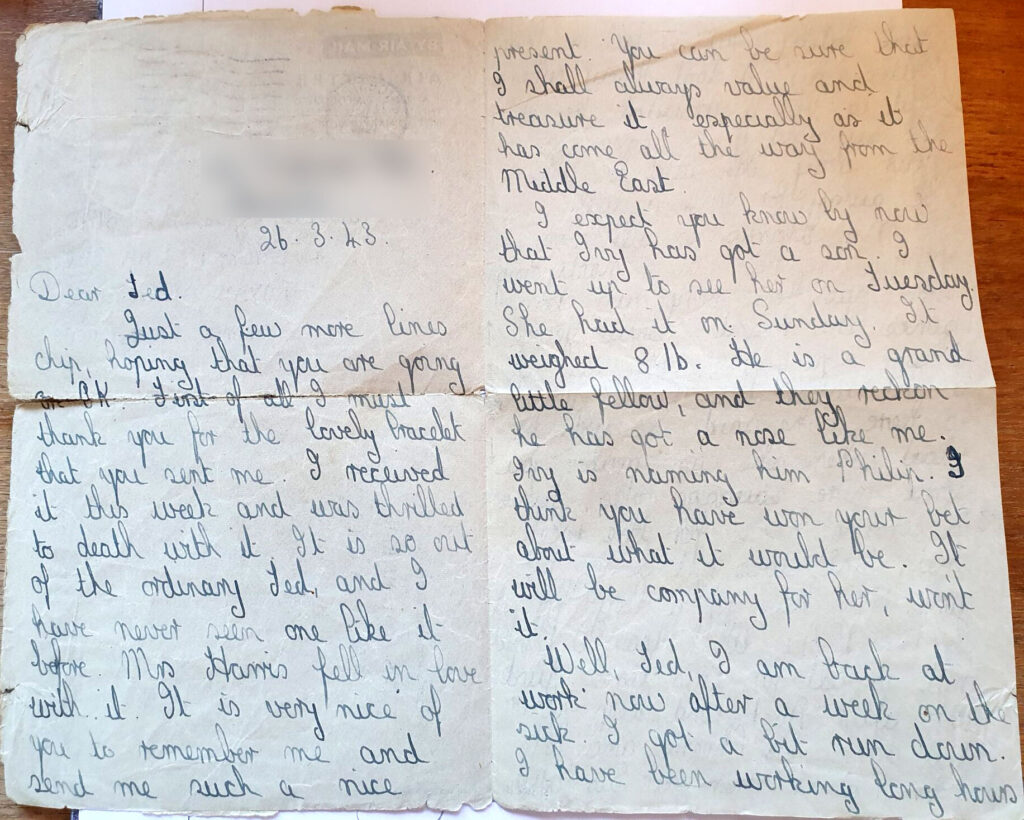 26.3.43.
Dear Ted.
Just a few more lines
chip, hoping that you are going
on OK. First of all I must
thank you for the lovely bracelet
that you sent me. I received
it this week and was thrilled
to death with it. It is so out
of the ordinary Ted, and I
have never seen one like it
before. Mrs Harris fell in love
with it. It is very nice of
you to remember me and
send me such a nice
present. You can be sure that
I shall always value and
treasure it especially as it
has come all the way from the
Middle East.
I expect you know by now
that Ivy has got a son. I
went up to see her on Tuesday.
She had it on Sunday. It
weighed 8 lb. He is a grand
little fellow, and they reckon
he has got a nose like me.
Ivy is naming him Philip. I
think you have won your bet
about what it would be. It
will be company for her, won't
it.
Well, Ted, I am back at
work now after a week on the
sick. I got a bit run down.
I have been working long hours